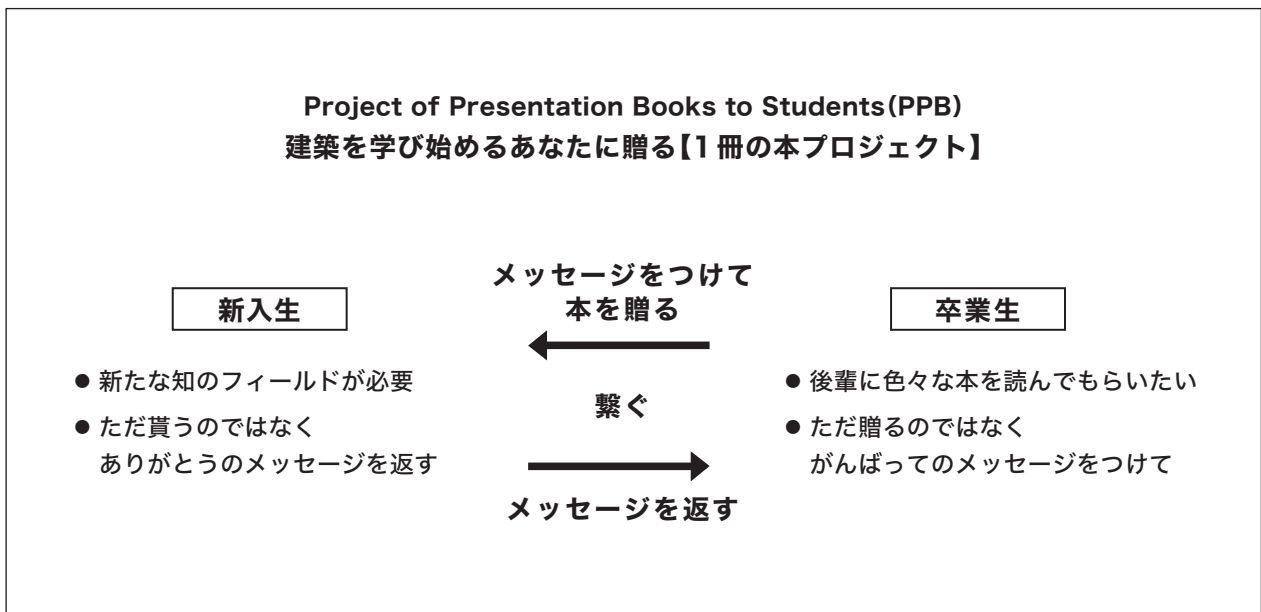 Project of Presentation Books to Students(PPB)
建築を学び始めるあなたに贈る【1冊の本プロジェクト】
メッセージをつけて
本を贈る
新入生
卒業生
● 新たな知のフィールドが必要
● ただ貰うのではなく
ありがとうのメッセージを返す
繋ぐ
● 後輩に色々な本を読んでもらいたい
● ただ贈るのではなく
がんばってのメッセージをつけて
メッセージを返す